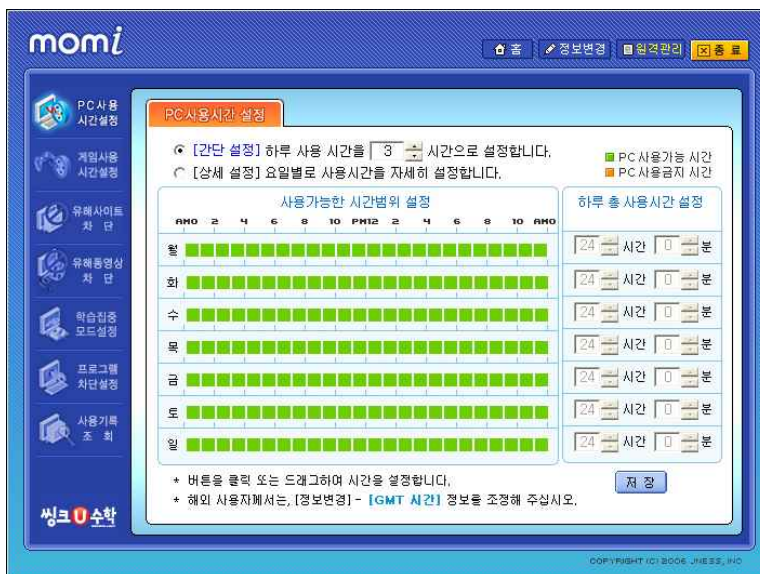 momi
홈
정보변경
원격관리
종 료
PC사용
시간설정
게임사용
시간설정
유해사이트
차 단
유해동영상
차 단
학습집중
모드설정
프로그램
차단설정
사용기록
조 회
씽크U수학
PC사용시간 설정
[간단 설정] 하루 사용 시간을 3 시간으로 설정합니다.
[상세 설정] 요일별로 사용시간을 자세히 설정합니다.
PC사용가능 시간
PC사용금지 시간
사용가능한 시간범위 설정
하루 총 사용시간 설정
AM0 2 4 6 8 10 PM12 2 4 6 8 10 AM0
월 24 시간 0 분
화 24 시간 0 분
수 24 시간 0 분
목 24 시간 0 분
금 24 시간 0 분
토 24 시간 0 분
일 24 시간 0 분
* 버튼을 클릭 또는 드래그하여 시간을 설정합니다.
* 해외 사용자께서는, [정보변경] - [GMT 시간] 정보를 조정해 주십시오.
저 장
COPYRIGHT (C) 2006 JNESS, INC